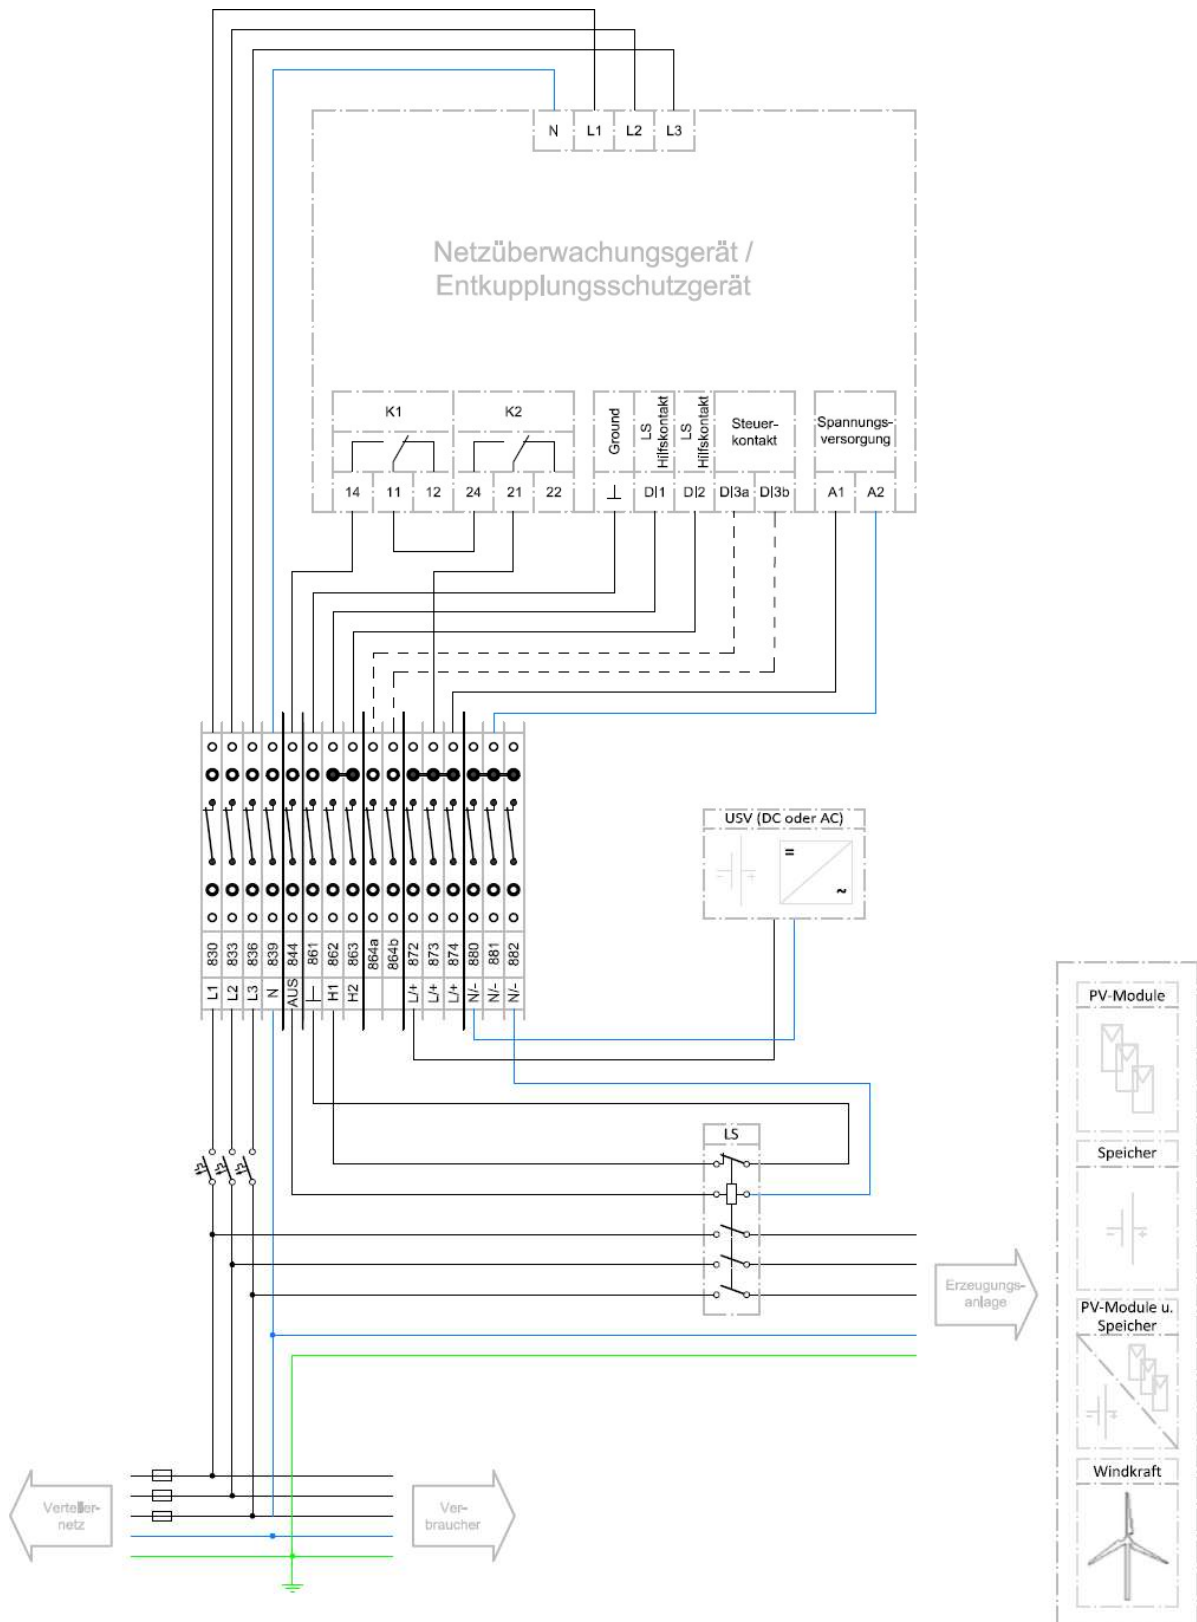 N L1 L2 L3
Netzüberwachungsgerät /
Entkupplungsschutzgerät
K1
K2
Ground
LS
Hilfskontakt
LS
Hilfskontakt
Steuer-
kontakt
Spannungs-
versorgung
14 11 12 24 21 22 DI1 DI2 DI3a DI3b A1 A2
USV (DC oder AC)
=
~
830 833 836 839 844 861 862 863 864a 864b 872 873 874 880 881 882
L1 L2 L3 N AUS H1 H2 L/+ L/+ L/+ N/- N/- N/-
LS
Erzeugungs-
anlage
PV-Module
Speicher
PV-Module u.
Speicher
Windkraft
Verteiler-
netz
Ver-
braucher